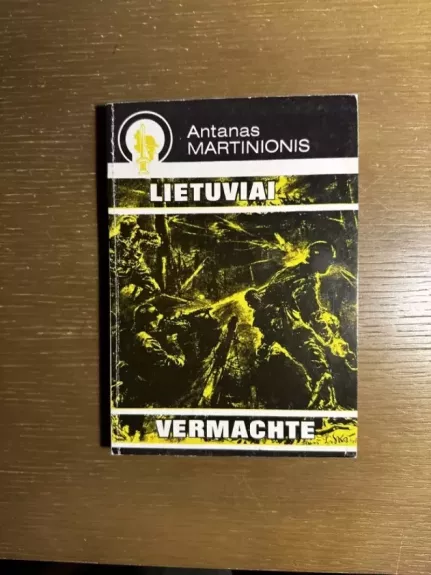 Antanas
MARTINIONIS
LIETUVIAI
VERMACHTE